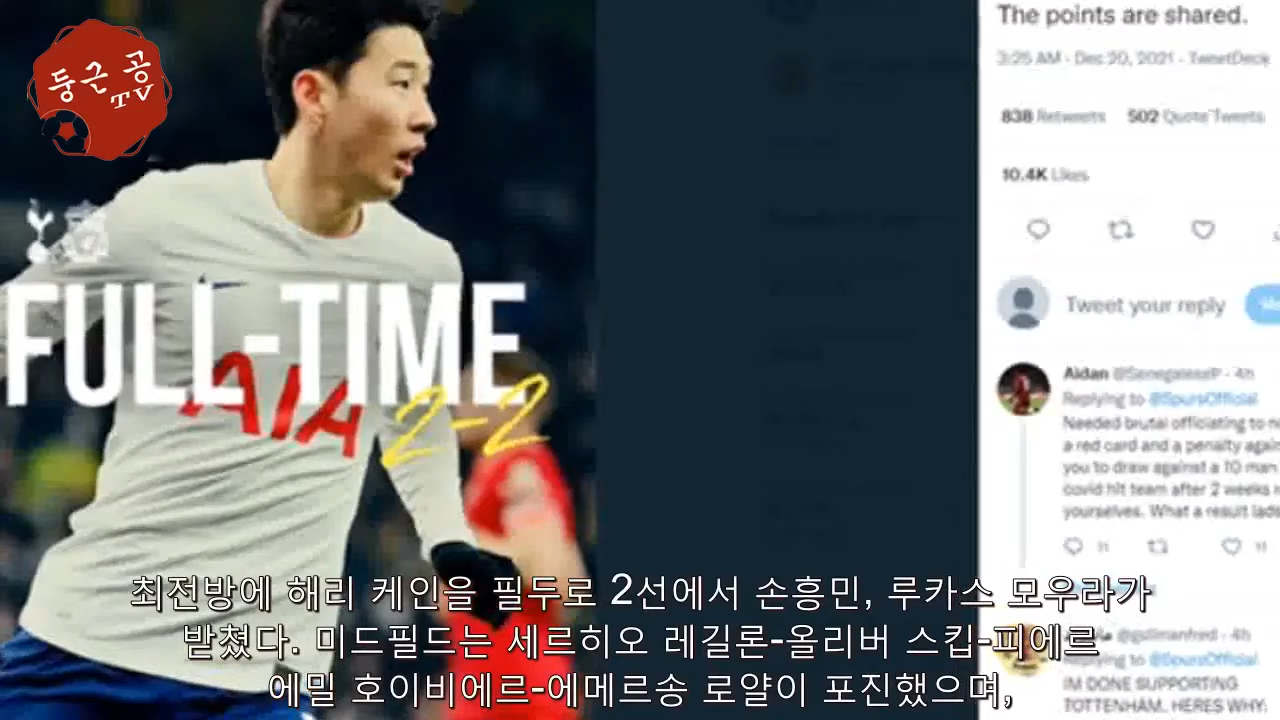 둥근 공
TV
FULL-TIME
AIA
2-2
The points are shared.
3:25 AM · Dec 20, 2021 · TweetDeck
838 Retweets 502 Quote Tweets
10.4K Likes
Tweet your reply
Aidan
4h
Replying to @SpursOfficial
Needed brutal officiating to
a red card and a penalty
you to draw against a 10 man
covid hit team after 2 weeks
yourselves. What a result
11 11
4h
Replying to @SpursOfficial
IM DONE SUPPORTING
TOTTENHAM. HERES WHY:
최전방에 해리 케인을 필두로 2선에서 손흥민, 루카스 모우라가
받쳤다. 미드필드는 세르히오 레길론-올리버 스킵-피에르
에밀 호이비에르-에메르송 로얄이 포진했으며,